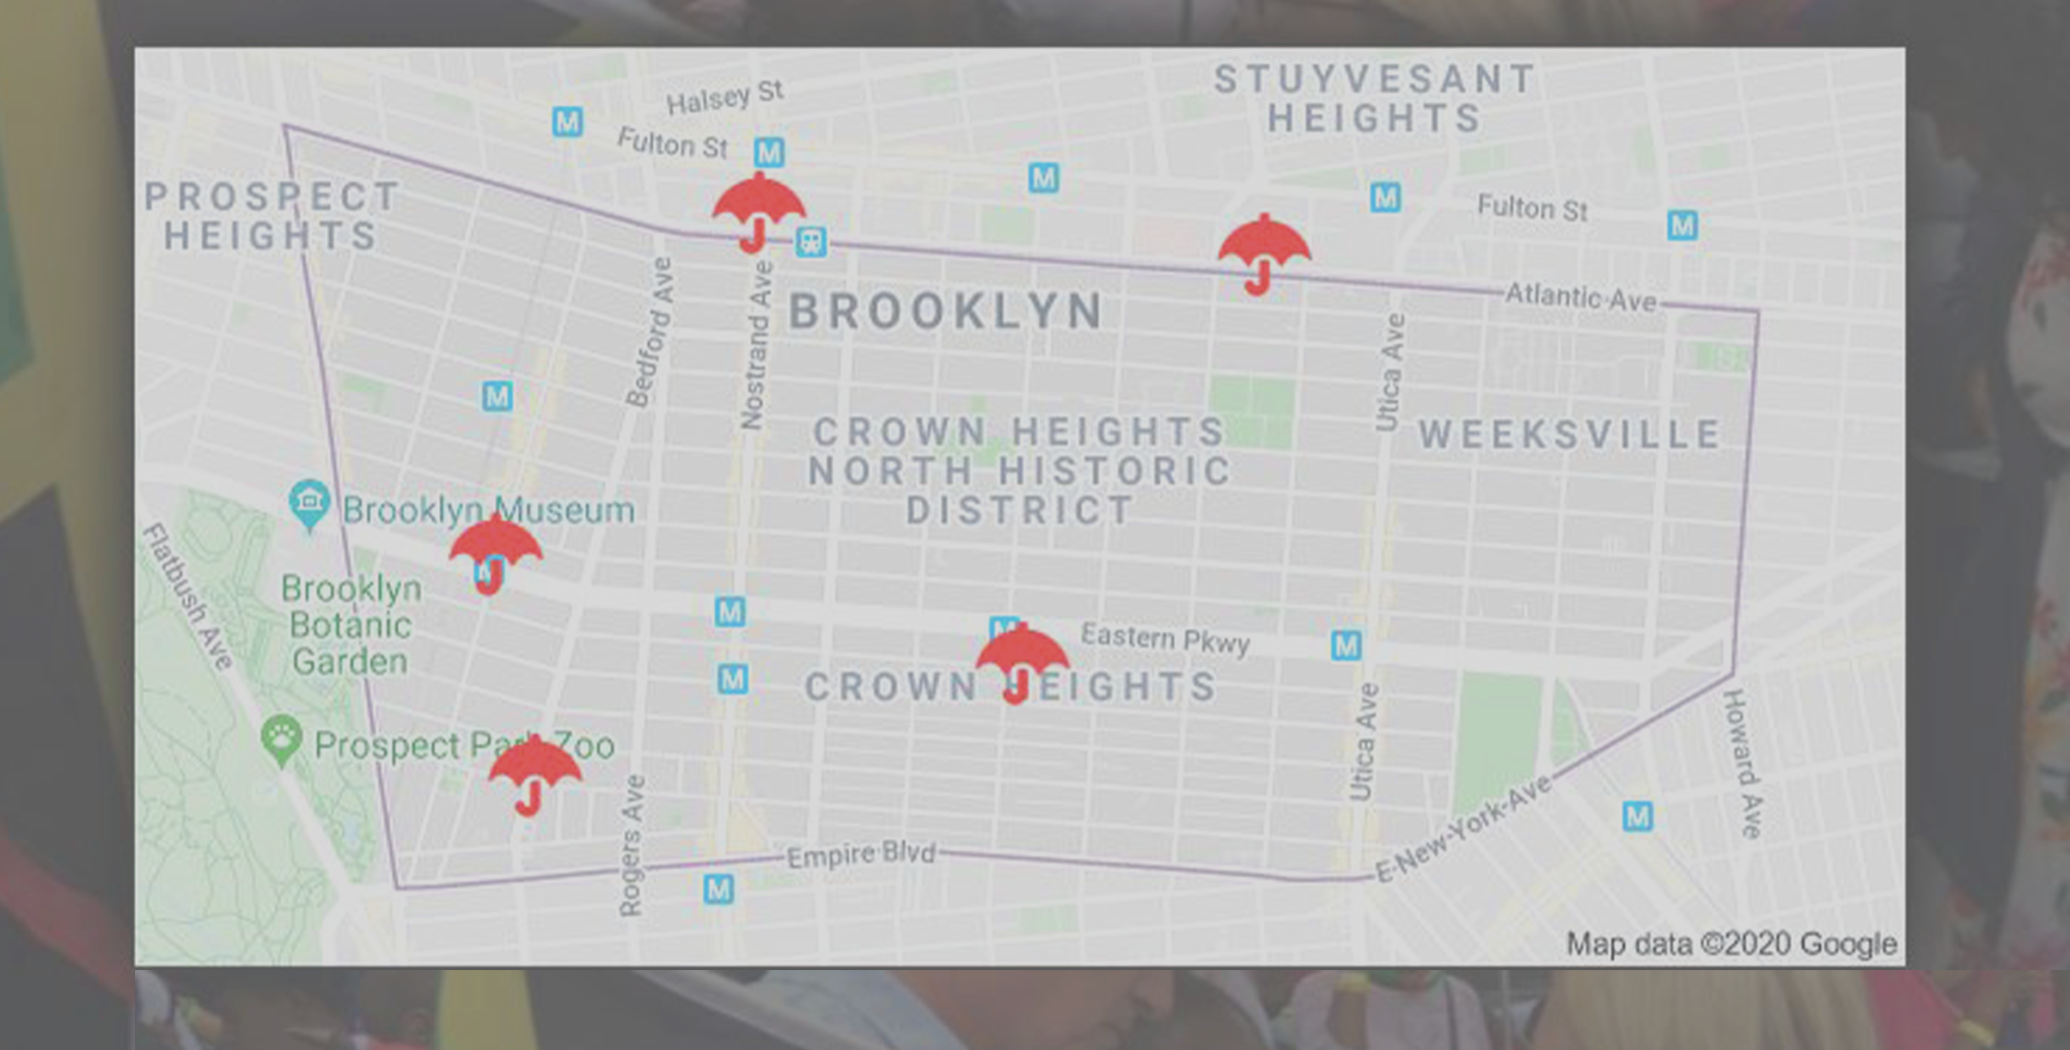 Halsey St
STUYVESANT
HEIGHTS
M
Fulton St
M
M
PROSPECT
HEIGHTS
M
Fulton St
M
Atlantic Ave
Bedford Ave
Nostrand Ave
BROOKLYN
Utica Ave
M
CROWN HEIGHTS
NORTH HISTORIC
DISTRICT
WEEKSVILLE
Brooklyn Museum
M
Flatbush Ave
Brooklyn
Botanic
Garden
M
M
Eastern Pkwy
M
M
CROWN HEIGHTS
Utica Ave
Howard Ave
Prospect Park Zoo
Rogers Ave
E New York Ave
M
Empire Blvd
M
Map data ©2020 Google